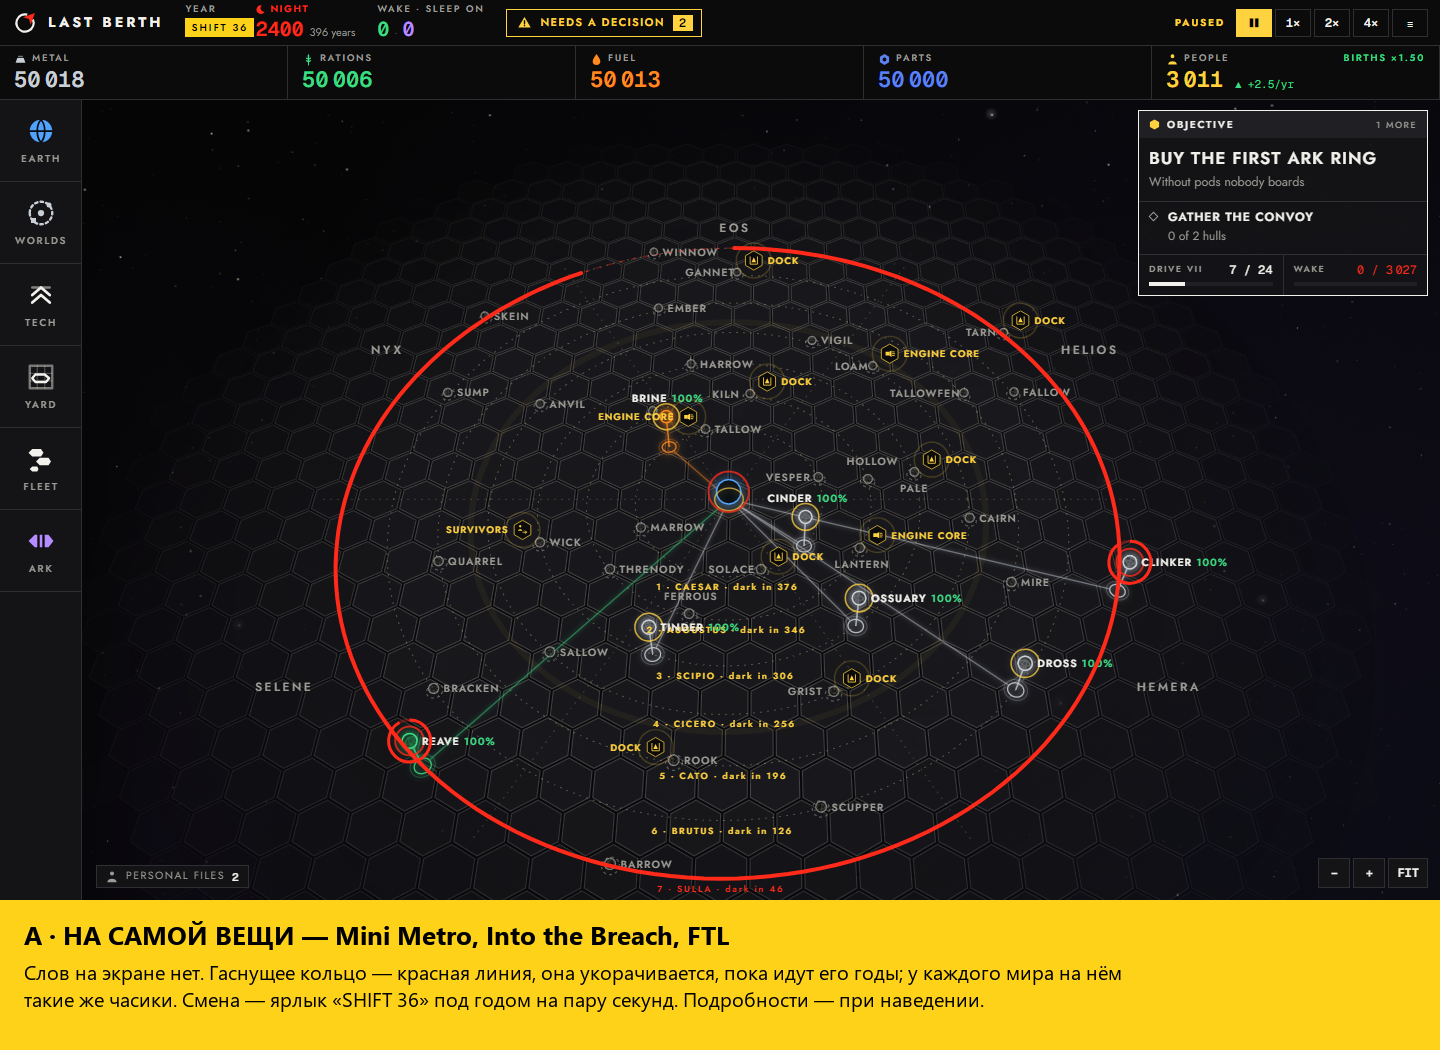 LAST BERTH
YEAR
SHIFT 36
NIGHT
2400 396 years
WAKE · SLEEP ON
0 · 0
NEEDS A DECISION 2
PAUSED
1×
2×
4×
≡
METAL
50 018
RATIONS
50 006
FUEL
50 013
PARTS
50 000
PEOPLE
BIRTHS ×1.50
3 011 ▲ +2.5/yr
EARTH
WORLDS
TECH
YARD
FLEET
ARK
OBJECTIVE
1 MORE
BUY THE FIRST ARK RING
Without pods nobody boards
GATHER THE CONVOY
0 of 2 hulls
DRIVE VII 7 / 24
WAKE 0 / 3 027
EOS
WINNOW
DOCK
GANNET
EMBER
SKEIN
DOCK
TARN
NYX
VIGIL
HELIOS
ENGINE CORE
HARROW
LOAM
DOCK
SUMP
ANVIL
BRINE 100%
KILN
TALLOWFEN
FALLOW
ENGINE CORE
TALLOW
HOLLOW
DOCK
VESPER
PALE
CINDER 100%
MARROW
CAIRN
SURVIVORS
WICK
ENGINE CORE
QUARREL
DOCK
LANTERN
CLINKER 100%
THRENODY
SOLACE
1 · CAESAR · dark in 376
MIRE
FERROUS
OSSUARY 100%
TINDER 100%
2 · AUGUSTUS · dark in 346
SALLOW
DROSS 100%
3 · SCIPIO · dark in 306
DOCK
SELENE
BRACKEN
GRIST
HEMERA
4 · CICERO · dark in 256
REAVE 100%
DOCK
ROOK
5 · CATO · dark in 196
SCUPPER
6 · BRUTUS · dark in 126
BARROW
7 · SULLA · dark in 46
PERSONAL FILES 2
−
+
FIT
А · НА САМОЙ ВЕЩИ — Mini Metro, Into the Breach, FTL
Слов на экране нет. Гаснущее кольцо — красная линия, она укорачивается, пока идут его годы; у каждого мира на нём
такие же часики. Смена — ярлык «SHIFT 36» под годом на пару секунд. Подробности — при наведении.